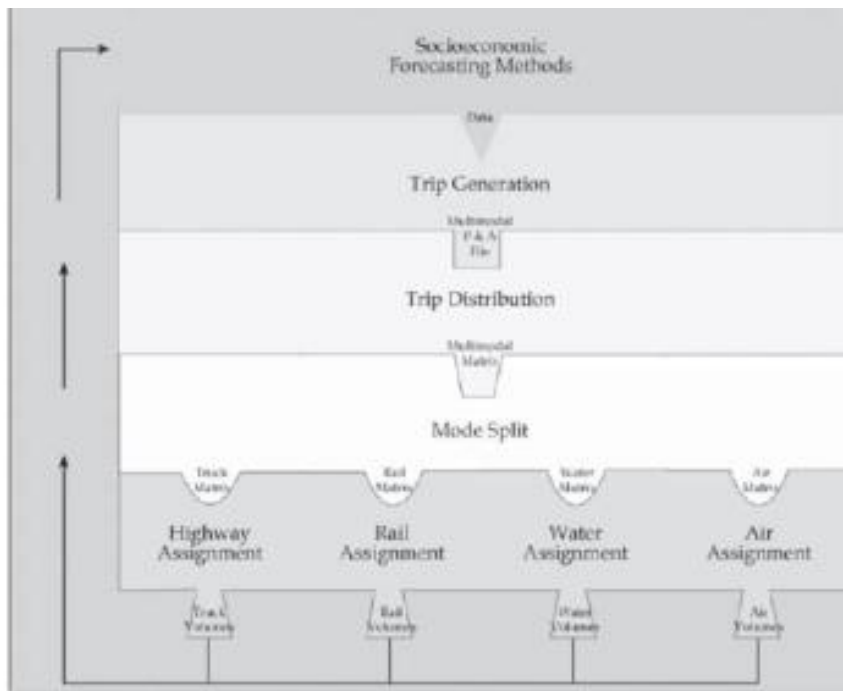 Socioeconomic
Forecasting Methods
Data
Trip Generation
Multimodal
P & A
File
Trip Distribution
Multimodal
Matrix
Mode Split
Truck
Matrix
Rail
Matrix
Water
Matrix
Air
Matrix
Highway
Assignment
Rail
Assignment
Water
Assignment
Air
Assignment
Truck
Volumes
Rail
Volumes
Water
Volumes
Air
Volumes